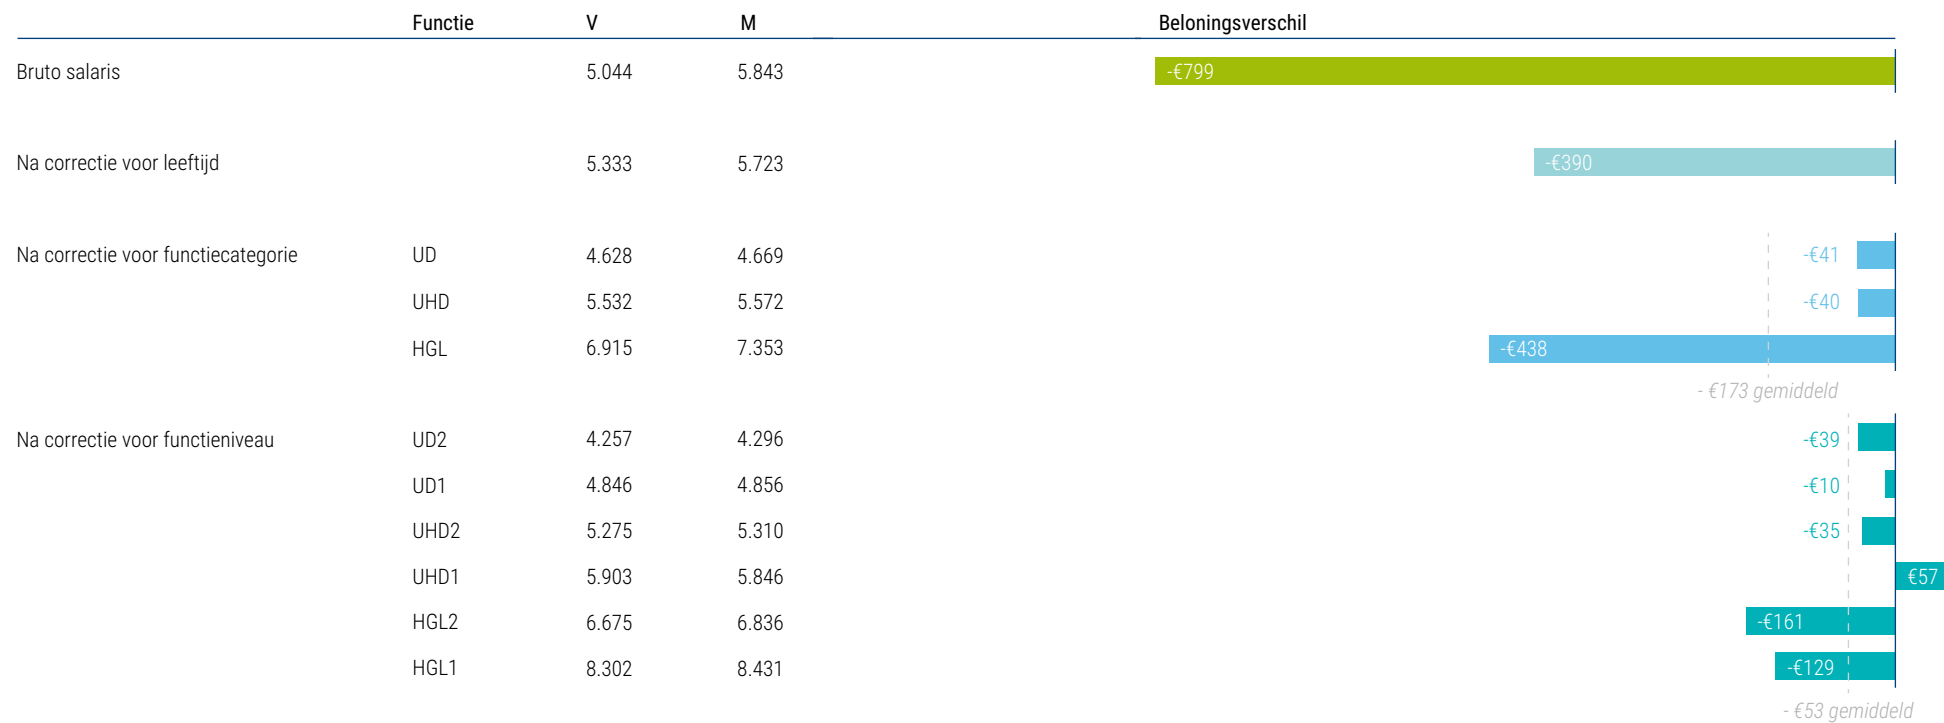 Functie V M Beloningsverschil
Bruto salaris 5.044 5.843 -€799
Na correctie voor leeftijd 5.333 5.723 -€390
Na correctie voor functiecategorie UD 4.628 4.669 -€41
UHD 5.532 5.572 -€40
HGL 6.915 7.353 -€438
- €173 gemiddeld
Na correctie voor functieniveau UD2 4.257 4.296 -€39
UD1 4.846 4.856 -€10
UHD2 5.275 5.310 -€35
UHD1 5.903 5.846 €57
HGL2 6.675 6.836 -€161
HGL1 8.302 8.431 -€129
- €53 gemiddeld